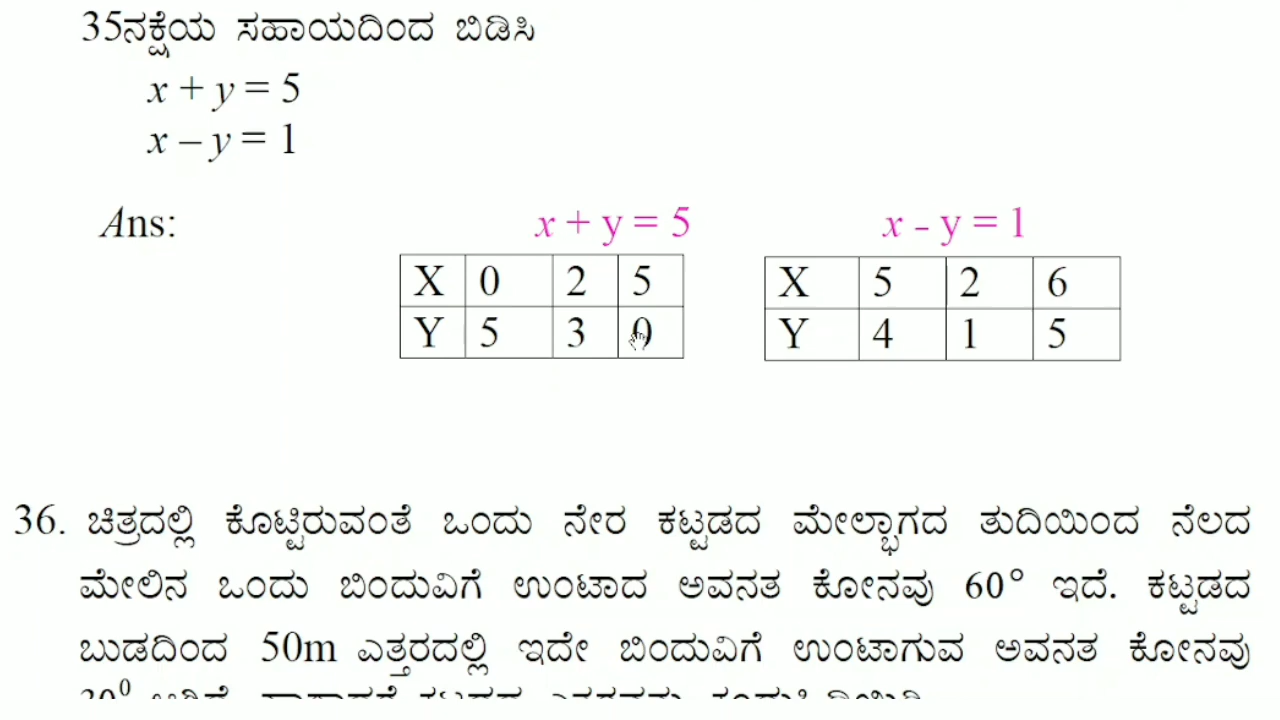 35ನಕ್ಷೆಯ ಸಹಾಯದಿಂದ ಬಿಡಿಸಿ
x + y = 5
x – y = 1
Ans:
x + y = 5
X 0 2 5
Y 5 3 0
x - y = 1
X 5 2 6
Y 4 1 5
36. ಚಿತ್ರದಲ್ಲಿ ಕೊಟ್ಟಿರುವಂತೆ ಒಂದು ನೇರ ಕಟ್ಟಡದ ಮೇಲ್ಭಾಗದ ತುದಿಯಿಂದ ನೆಲದ
ಮೇಲಿನ ಒಂದು ಬಿಂದುವಿಗೆ ಉಂಟಾದ ಅವನತ ಕೋನವು 60° ಇದೆ. ಕಟ್ಟಡದ
ಬುಡದಿಂದ 50m ಎತ್ತರದಲ್ಲಿ ಇದೇ ಬಿಂದುವಿಗೆ ಉಂಟಾಗುವ ಅವನತ ಕೋನವು